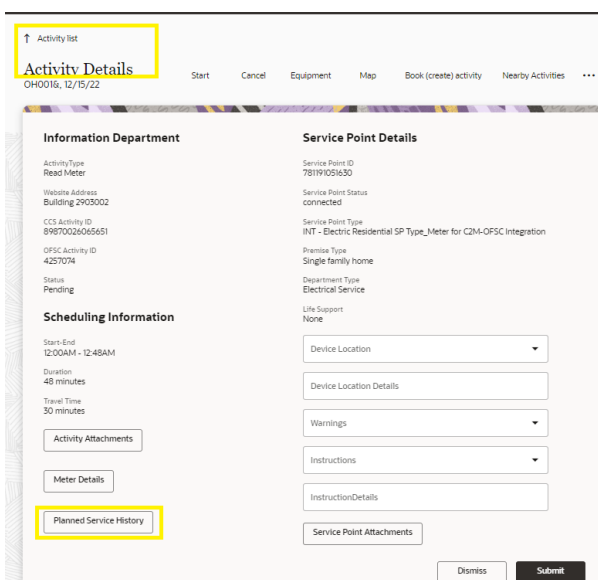 ↑ Activity list
Activity Details
OH001&, 12/15/22
Start Cancel Equipment Map Book (create) activity Nearby Activities ...
Information Department
ActivityType
Read Meter
Website Address
Building 2903002
CCS Activity ID
89870026065651
OFSC Activity ID
4257074
Status
Pending
Scheduling Information
Start-End
12:00AM - 12:48AM
Duration
48 minutes
Travel Time
30 minutes
Activity Attachments
Meter Details
Planned Service History
Service Point Details
Service Point ID
781191051630
Service Point Status
connected
Service Point Type
INT - Electric Residential SP Type_Meter for C2M-OFSC Integration
Premise Type
Single family home
Department Type
Electrical Service
Life Support
None
Device Location
Device Location Details
Warnings
Instructions
InstructionDetails
Service Point Attachments
Dismiss Submit